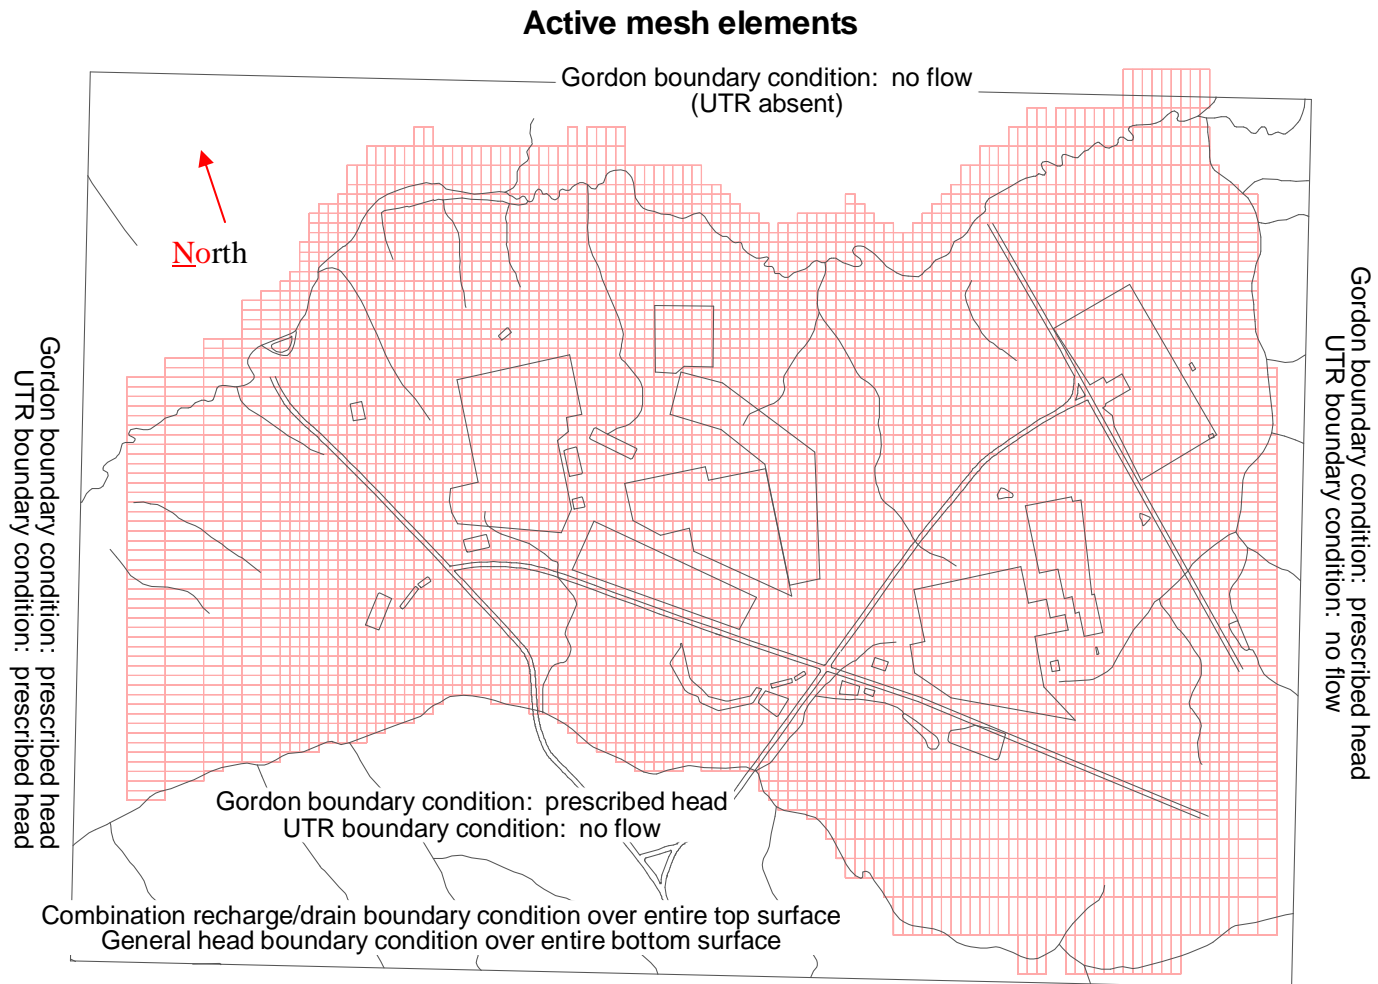 Active mesh elements
Gordon boundary condition: no flow
(UTR absent)
North
Gordon boundary condition: prescribed head
UTR boundary condition: prescribed head
Gordon boundary condition: prescribed head
UTR boundary condition: no flow
Gordon boundary condition: prescribed head
UTR boundary condition: no flow
Combination recharge/drain boundary condition over entire top surface
General head boundary condition over entire bottom surface